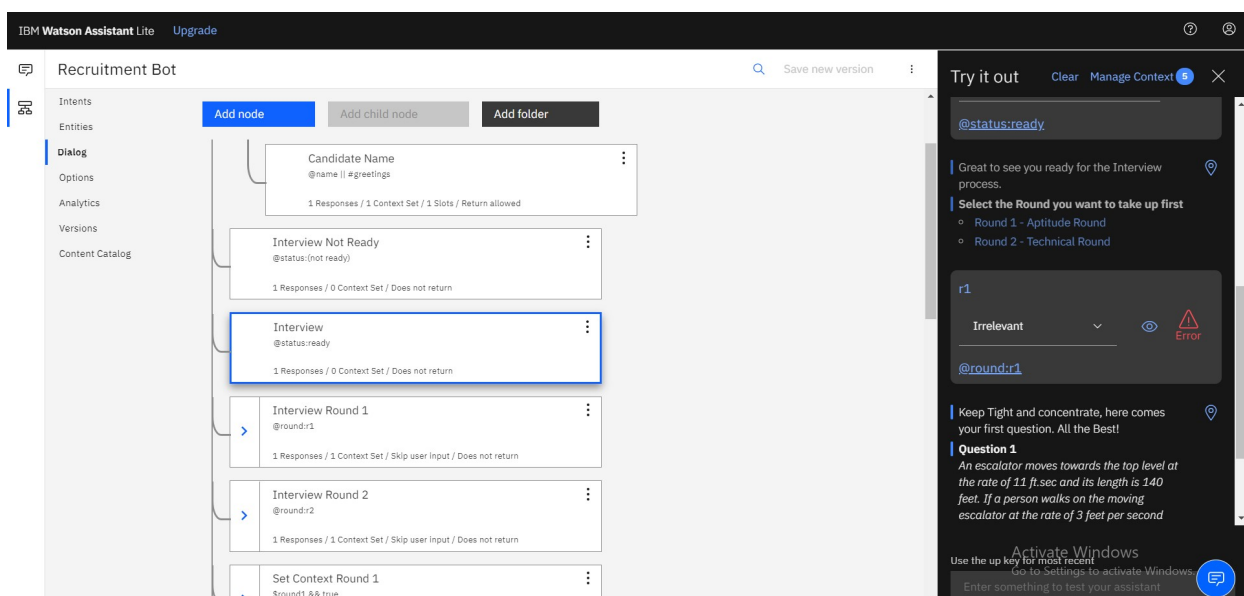 IBM Watson Assistant Lite Upgrade
Recruitment Bot
Save new version
Intents
Entities
Dialog
Options
Analytics
Versions
Content Catalog
Add node
Add child node
Add folder
Candidate Name
@name || #greetings
1 Responses / 1 Context Set / 1 Slots / Return allowed
Interview Not Ready
@status:(not ready)
1 Responses / 0 Context Set / Does not return
Interview
@status:ready
1 Responses / 0 Context Set / Does not return
Interview Round 1
@round:r1
1 Responses / 1 Context Set / Skip user input / Does not return
Interview Round 2
@round:r2
1 Responses / 1 Context Set / Skip user input / Does not return
Set Context Round 1
$round1 && true
Try it out
Clear
Manage Context 5
@status:ready
Great to see you ready for the Interview
process.
Select the Round you want to take up first
Round 1 - Aptitude Round
Round 2 - Technical Round
r1
Irrelevant
Error
@round:r1
Keep Tight and concentrate, here comes
your first question. All the Best!
Question 1
An escalator moves towards the top level at
the rate of 11 ft.sec and its length is 140
feet. If a person walks on the moving
escalator at the rate of 3 feet per second
Activate Windows
Use the up key for most recent
Go to Settings to activate Windows.
Enter something to test your assistant